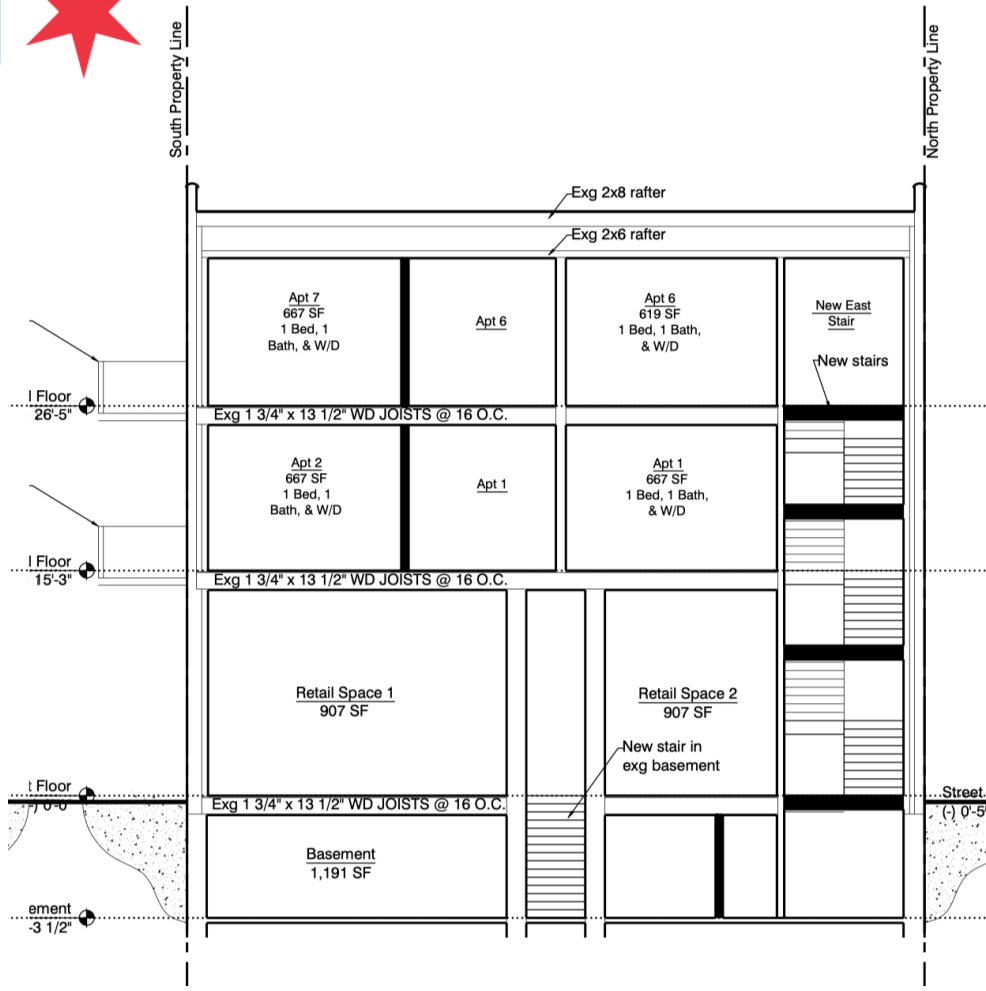 South Property Line
North Property Line
Exg 2x8 rafter
Exg 2x6 rafter
Apt 7
667 SF
1 Bed, 1
Bath, & W/D
Apt 6
Apt 6
619 SF
1 Bed, 1 Bath,
& W/D
New East
Stair
New stairs
l Floor
26'-5"
Exg 1 3/4" x 13 1/2" WD JOISTS @ 16 O.C.
Apt 2
667 SF
1 Bed, 1
Bath, & W/D
Apt 1
Apt 1
667 SF
1 Bed, 1 Bath,
& W/D
l Floor
15'-3"
Exg 1 3/4" x 13 1/2" WD JOISTS @ 16 O.C.
Retail Space 1
907 SF
Retail Space 2
907 SF
New stair in
exg basement
t Floor
-) 0'-0"
Exg 1 3/4" x 13 1/2" WD JOISTS @ 16 O.C.
Street
(-) 0'-5"
Basement
1,191 SF
ement
-3 1/2"